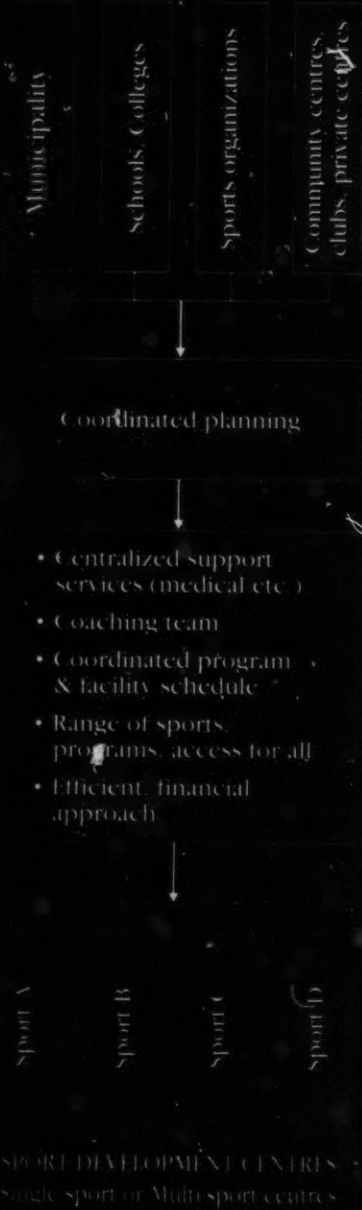 Municipality
Schools, Colleges
Sports organizations
Community centres,
clubs, private centres
Coordinated planning
• Centralized support
services (medical etc.)
• Coaching team
• Coordinated program
& facility schedule
• Range of sports,
programs, access for all
• Efficient, financial
approach
Sport A
Sport B
Sport C
Sport D
SPORT DEVELOPMENT CENTRES
Single sport or Multi sport centres